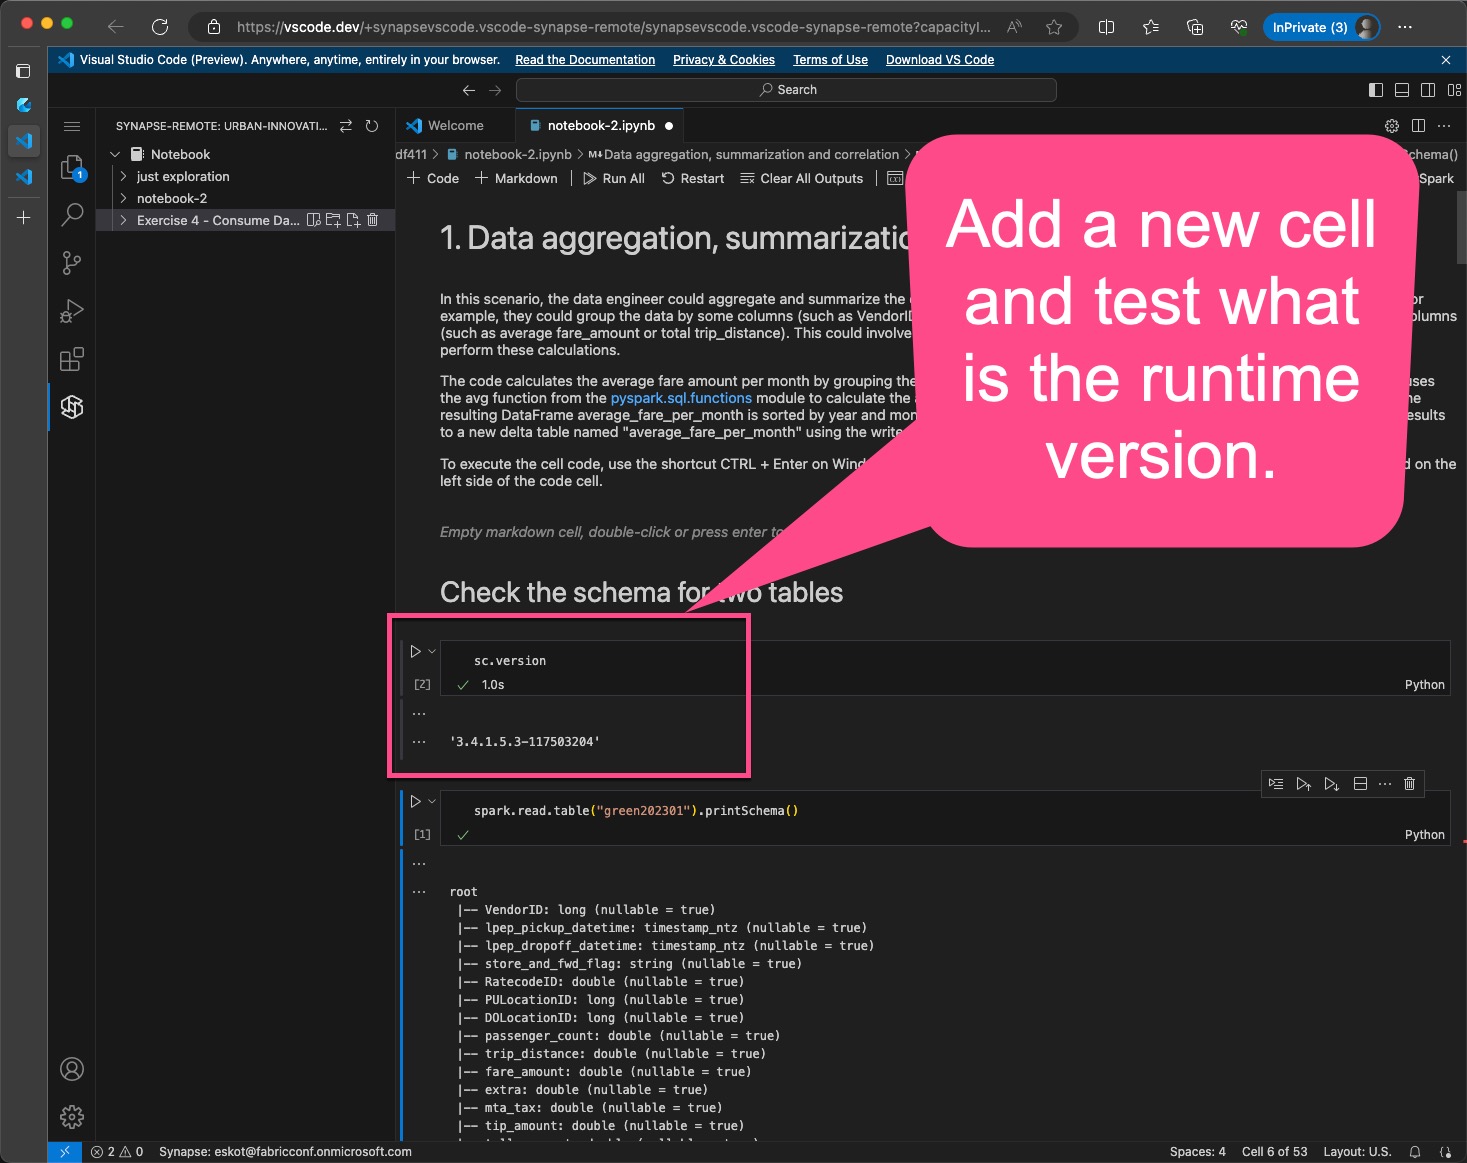 https://vscode.dev/+synapsevscode.vscode-synapse-remote/synapsevscode.vscode-synapse-remote?capacityI...
InPrivate (3)
Visual Studio Code (Preview). Anywhere, anytime, entirely in your browser. Read the Documentation Privacy & Cookies Terms of Use Download VS Code
Search
SYNAPSE-REMOTE: URBAN-INNOVATI...
Welcome
notebook-2.ipynb
Notebook
just exploration
notebook-2
Exercise 4 - Consume Da...
1
df411 > notebook-2.ipynb > M↓Data aggregation, summarization and correlation >
chema()
+ Code + Markdown | Run All Restart Clear All Outputs
Spark
Add a new cell
and test what
is the runtime
version.
1. Data aggregation, summarizatio
In this scenario, the data engineer could aggregate and summarize the
or
example, they could group the data by some columns (such as VendorID
olumns
(such as average fare_amount or total trip_distance). This could involve
perform these calculations.
The code calculates the average fare amount per month by grouping the
uses
the avg function from the pyspark.sql.functions module to calculate the
he
resulting DataFrame average_fare_per_month is sorted by year and mon
esults
to a new delta table named "average_fare_per_month" using the write
To execute the cell code, use the shortcut CTRL + Enter on Wind
d on the
left side of the code cell.
Empty markdown cell, double-click or press enter to
Check the schema for two tables
sc.version
[2] 1.0s
Python
'3.4.1.5.3-117503204'
spark.read.table("green202301").printSchema()
[1]
Python
root
|-- VendorID: long (nullable = true)
|-- lpep_pickup_datetime: timestamp_ntz (nullable = true)
|-- lpep_dropoff_datetime: timestamp_ntz (nullable = true)
|-- store_and_fwd_flag: string (nullable = true)
|-- RatecodeID: double (nullable = true)
|-- PULocationID: long (nullable = true)
|-- DOLocationID: long (nullable = true)
|-- passenger_count: double (nullable = true)
|-- trip_distance: double (nullable = true)
|-- fare_amount: double (nullable = true)
|-- extra: double (nullable = true)
|-- mta_tax: double (nullable = true)
|-- tip_amount: double (nullable = true)
2 0 Synapse: eskot@fabricconf.onmicrosoft.com
Spaces: 4 Cell 6 of 53 Layout: U.S.